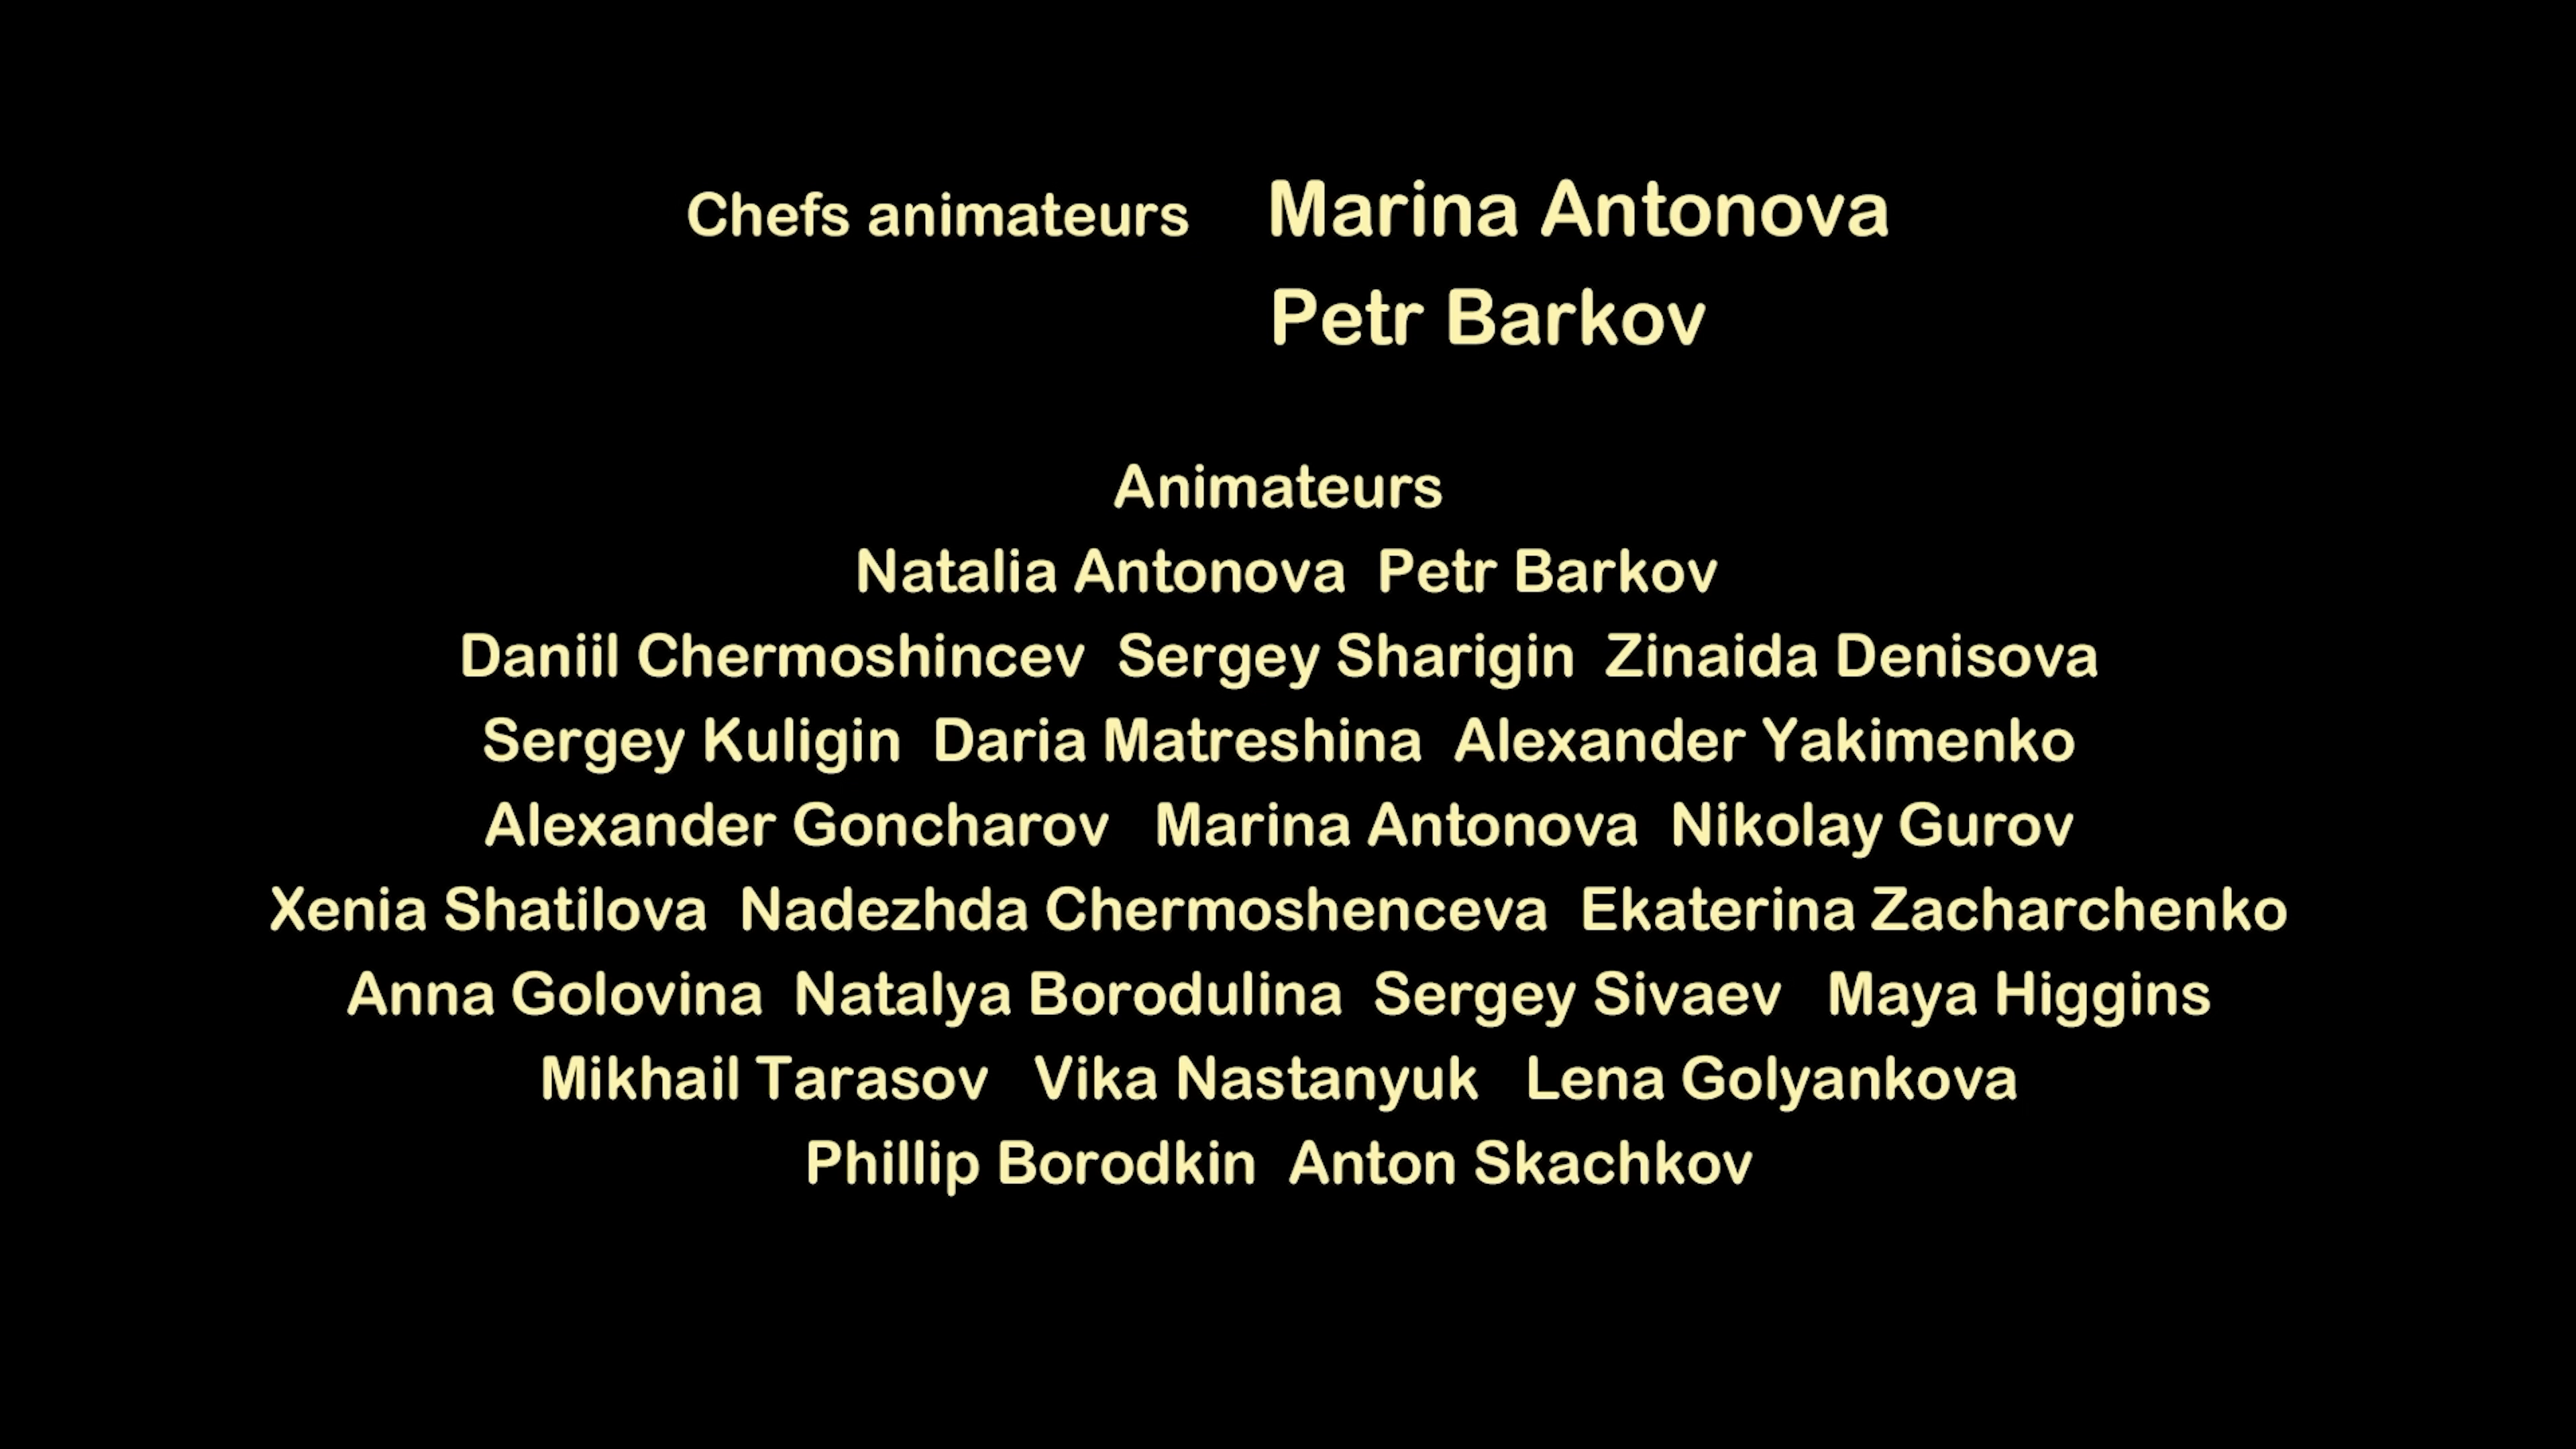 Chefs animateurs Marina Antonova
Petr Barkov
Animateurs
Natalia Antonova Petr Barkov
Daniil Chermoshincev Sergey Sharigin Zinaida Denisova
Sergey Kuligin Daria Matreshina Alexander Yakimenko
Alexander Goncharov Marina Antonova Nikolay Gurov
Xenia Shatilova Nadezhda Chermoshenceva Ekaterina Zacharchenko
Anna Golovina Natalya Borodulina Sergey Sivaev Maya Higgins
Mikhail Tarasov Vika Nastanyuk Lena Golyankova
Phillip Borodkin Anton Skachkov